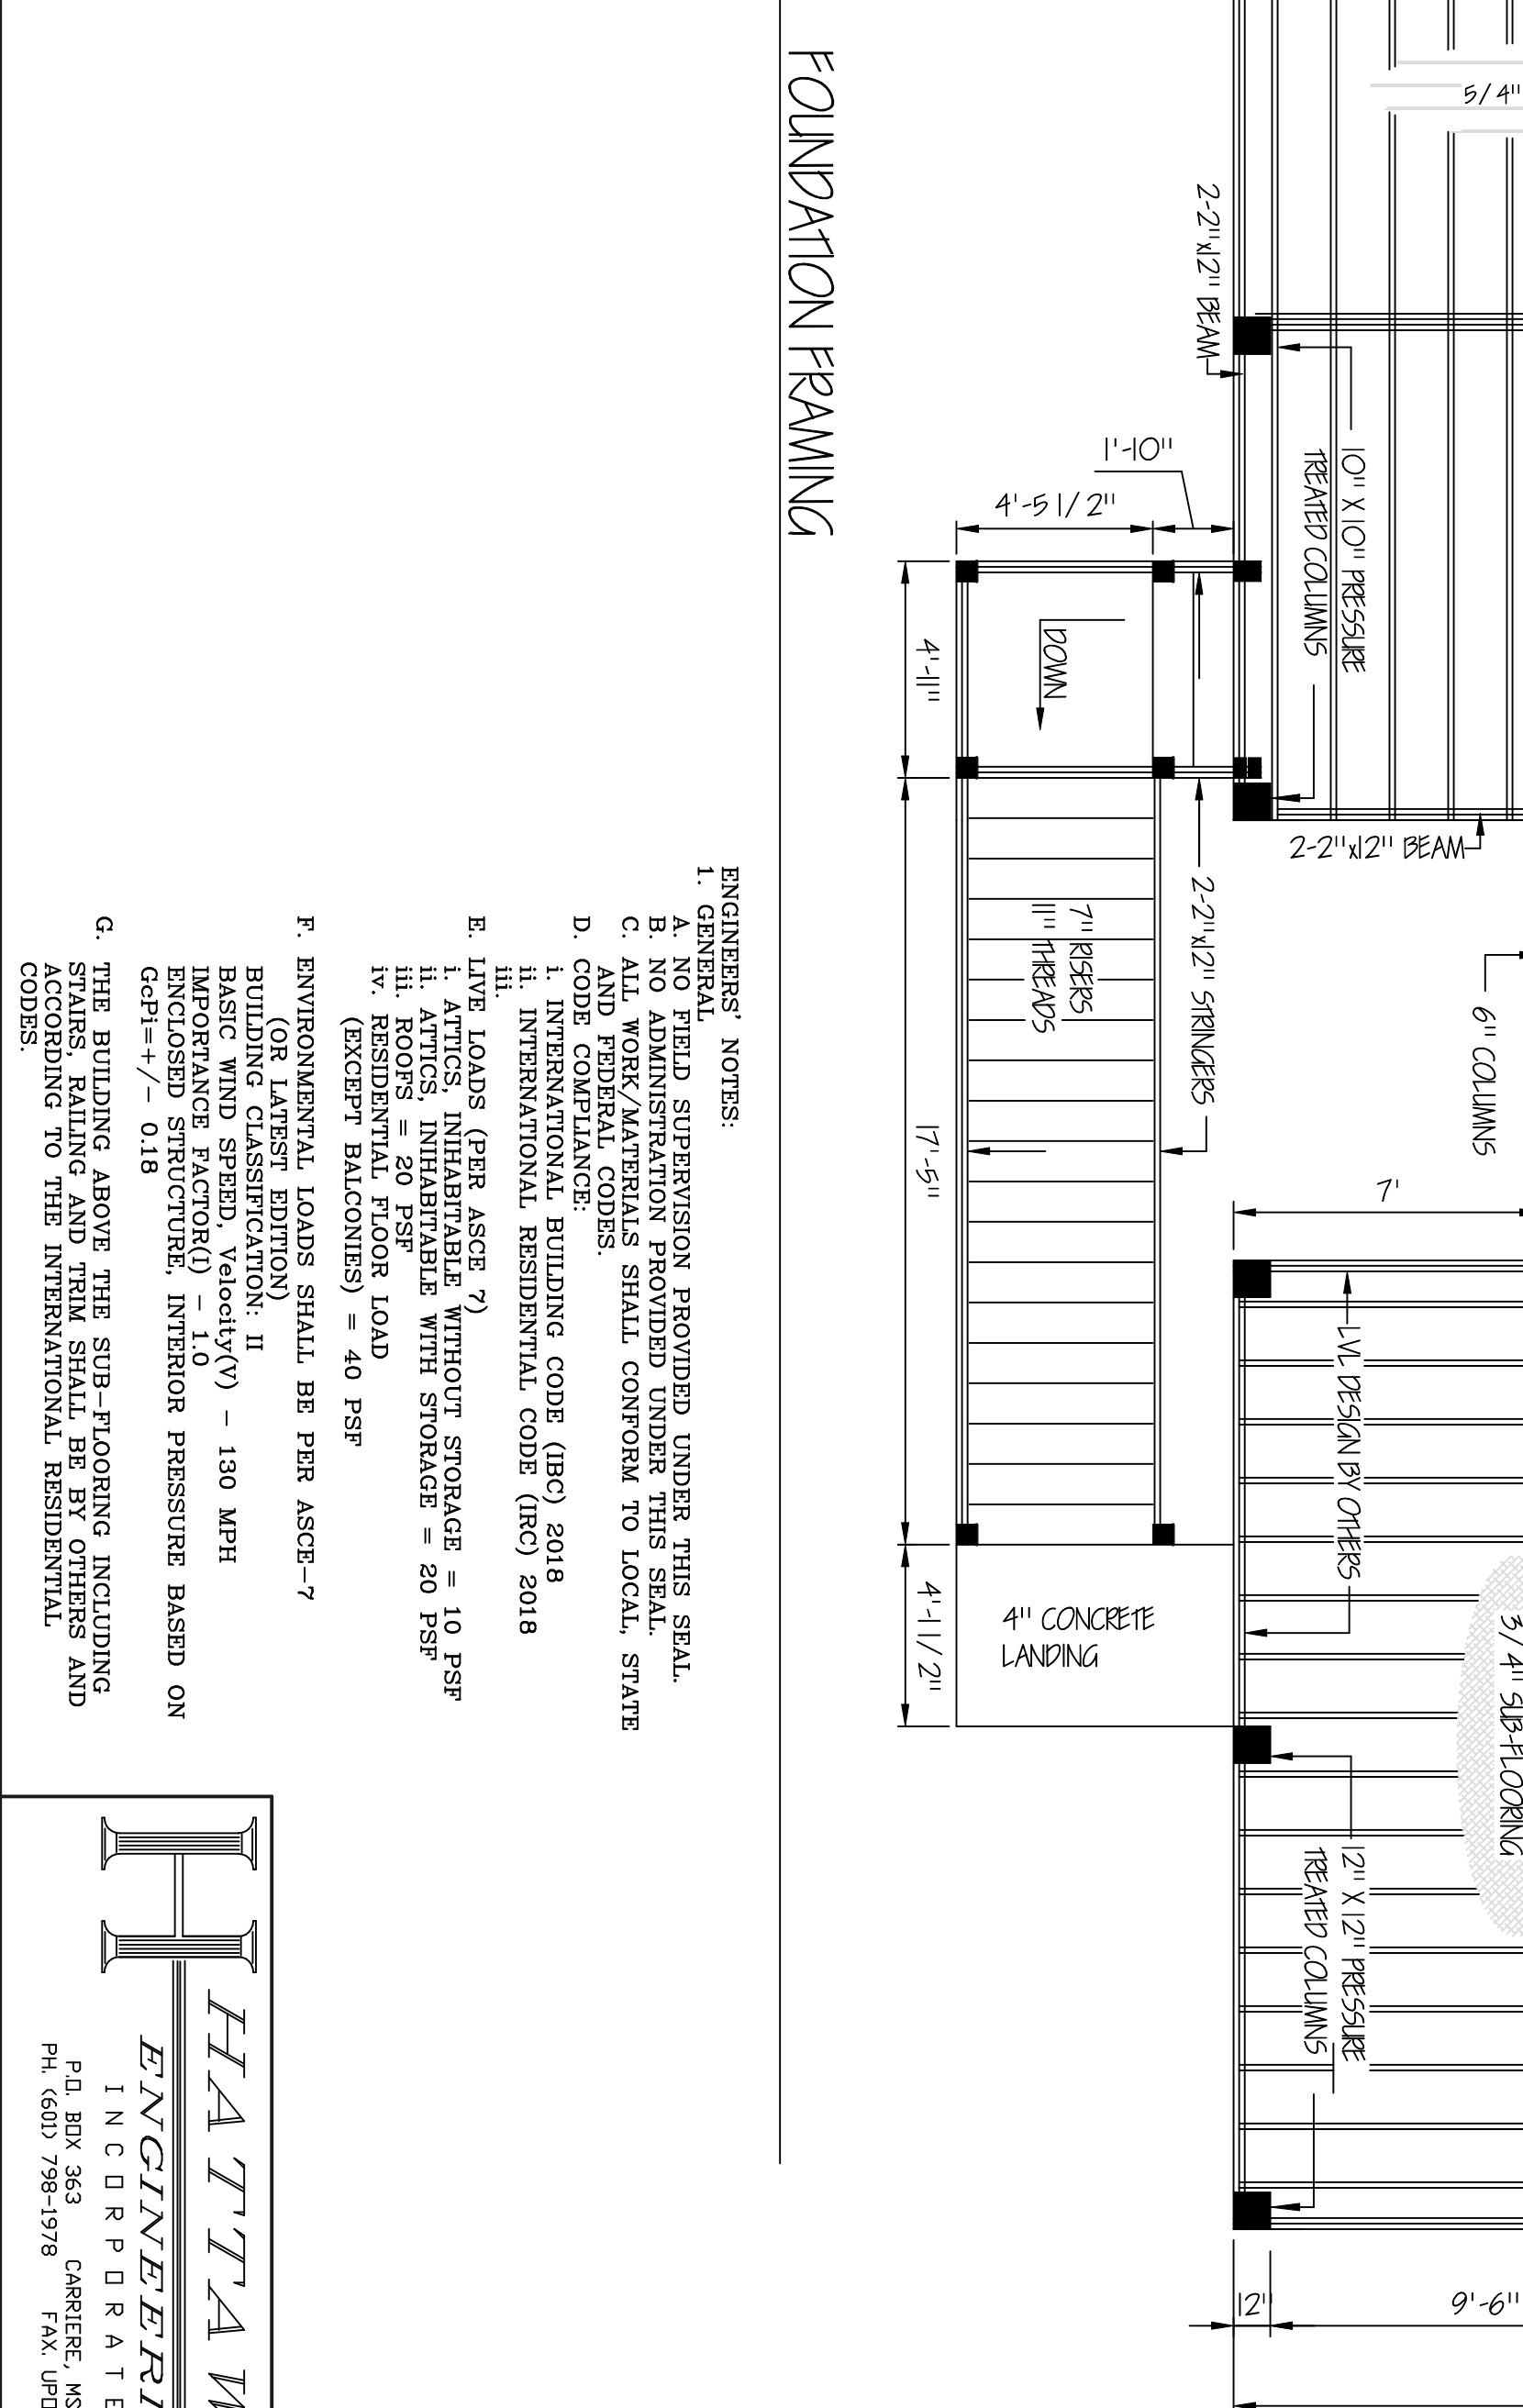 5/4"
2-2"x12" BEAM
10" X 10" PRESSURE
TREATED COLUMNS
1'-10"
4'-5 1/2"
4'-11"
DOWN
2-2"x12" BEAM
2-2"x12" STRINGERS
7" RISERS
11" THREADS
17'-5"
6" COLUMNS
7'
LVL DESIGN BY OTHERS
3/4" SUB-FLOORING
4" CONCRETE
LANDING
4'-1 1/2"
12" X 12" PRESSURE
TREATED COLUMNS
12"
9'-6"
FOUNDATION FRAMING
ENGINEERS' NOTES:
1. GENERAL
A. NO FIELD SUPERVISION PROVIDED UNDER THIS SEAL.
B. NO ADMINISTRATION PROVIDED UNDER THIS SEAL.
C. ALL WORK/MATERIALS SHALL CONFORM TO LOCAL, STATE
AND FEDERAL CODES.
D. CODE COMPLIANCE:
i. INTERNATIONAL BUILDING CODE (IBC) 2018
ii. INTERNATIONAL RESIDENTIAL CODE (IRC) 2018
iii.
E. LIVE LOADS (PER ASCE 7)
i. ATTICS, INIHABITABLE WITHOUT STORAGE = 10 PSF
ii. ATTICS, INIHABITABLE WITH STORAGE = 20 PSF
iii. ROOFS = 20 PSF
iv. RESIDENTIAL FLOOR LOAD
(EXCEPT BALCONIES) = 40 PSF
F. ENVIRONMENTAL LOADS SHALL BE PER ASCE-7
(OR LATEST EDITION)
BUILDING CLASSIFICATION: II
BASIC WIND SPEED, Velocity(V) - 130 MPH
IMPORTANCE FACTOR(I) - 1.0
ENCLOSED STRUCTURE, INTERIOR PRESSURE BASED ON
GcPi=+/- 0.18
G. THE BUILDING ABOVE THE SUB-FLOORING INCLUDING
STAIRS, RAILING AND TRIM SHALL BE BY OTHERS AND
ACCORDING TO THE INTERNATIONAL RESIDENTIAL
CODES.
HATTA
ENGINEERI
INCORPORATE
P.O. BOX 363 CARRIERE, MS
PH. (601) 798-1978 FAX. UPO